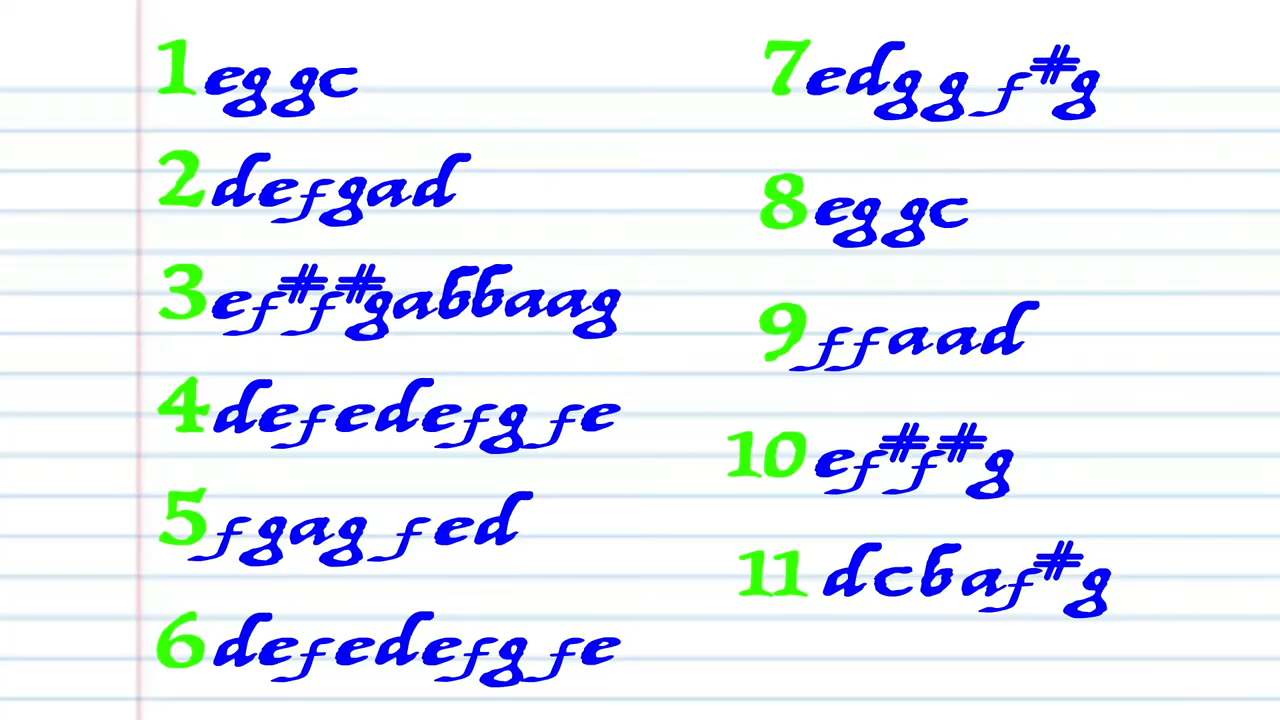 1 eggc
2 defgad
3 ef#f#gabbaag
4 defedefgfe
5 fgagfed
6 defedefgfe
7 edggf#g
8 eggc
9 ffaad
10 ef#f#g
11 dcbaf#g